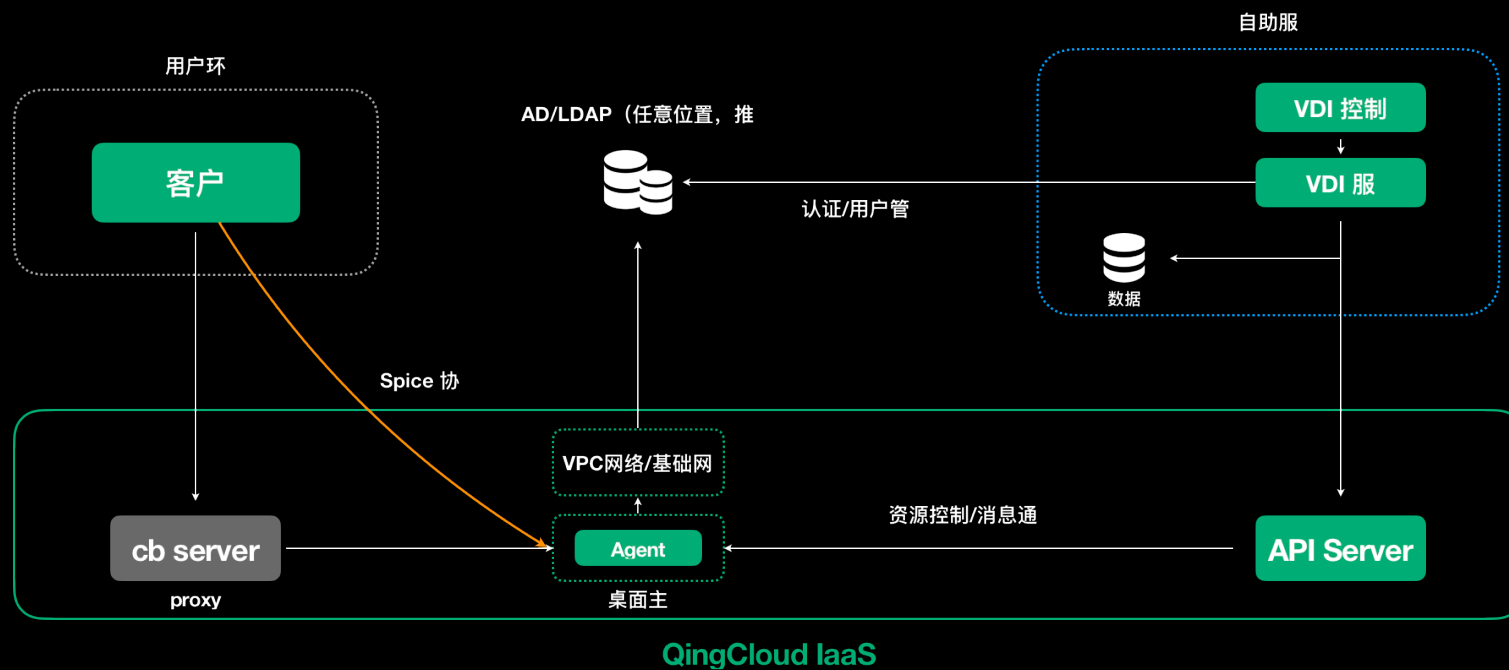 自助服
用户环
VDI 控制
AD/LDAP（任意位置，推
客户
VDI 服
认证/用户管
数据
Spice 协
VPC网络/基础网
资源控制/消息通
cb server
Agent
API Server
proxy
桌面主
QingCloud IaaS